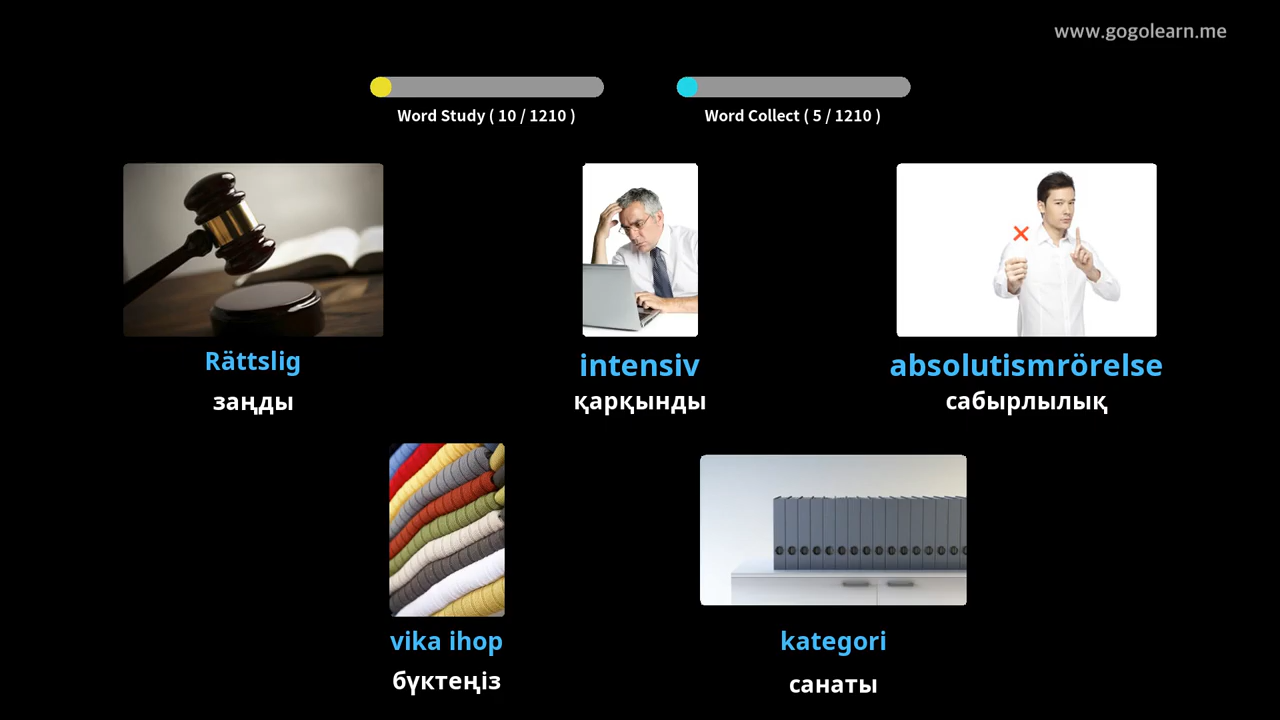 www.gogolearn.me
Word Study ( 10 / 1210 )
Word Collect ( 5 / 1210 )
Rättslig
заңды
intensiv
қарқынды
absolutismrörelse
сабырлылық
vika ihop
бүктеңіз
kategori
санаты